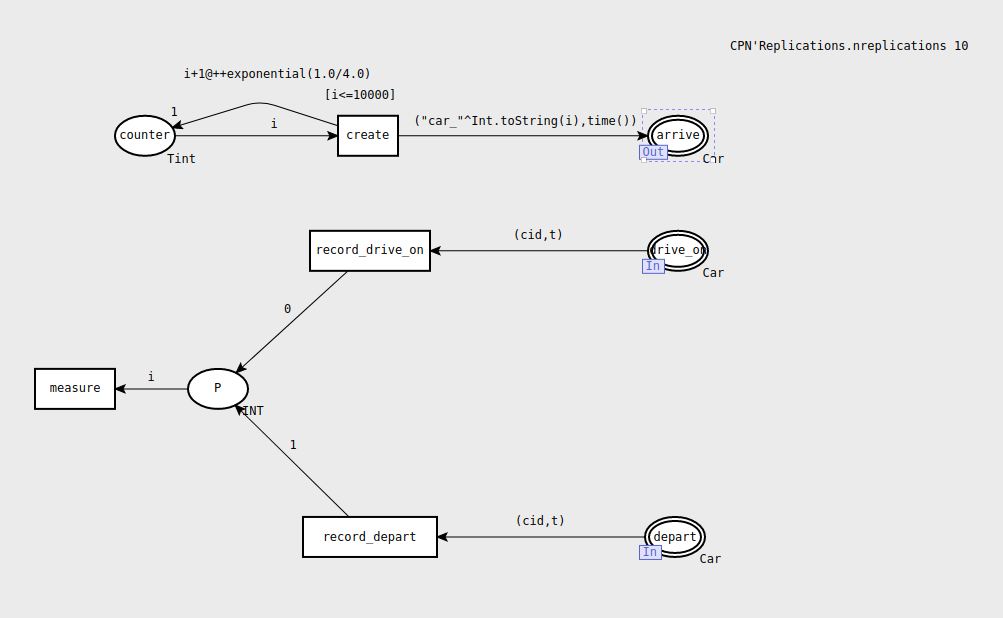 CPN'Replications.nreplications 10
i+1@++exponential(1.0/4.0)
[i<=10000]
1
i
("car_"^Int.toString(i),time())
counter
create
arrive
Out
Tint
Car
(cid,t)
record_drive_on
drive_on
In
Car
0
i
measure
P
INT
1
(cid,t)
record_depart
depart
In
Car